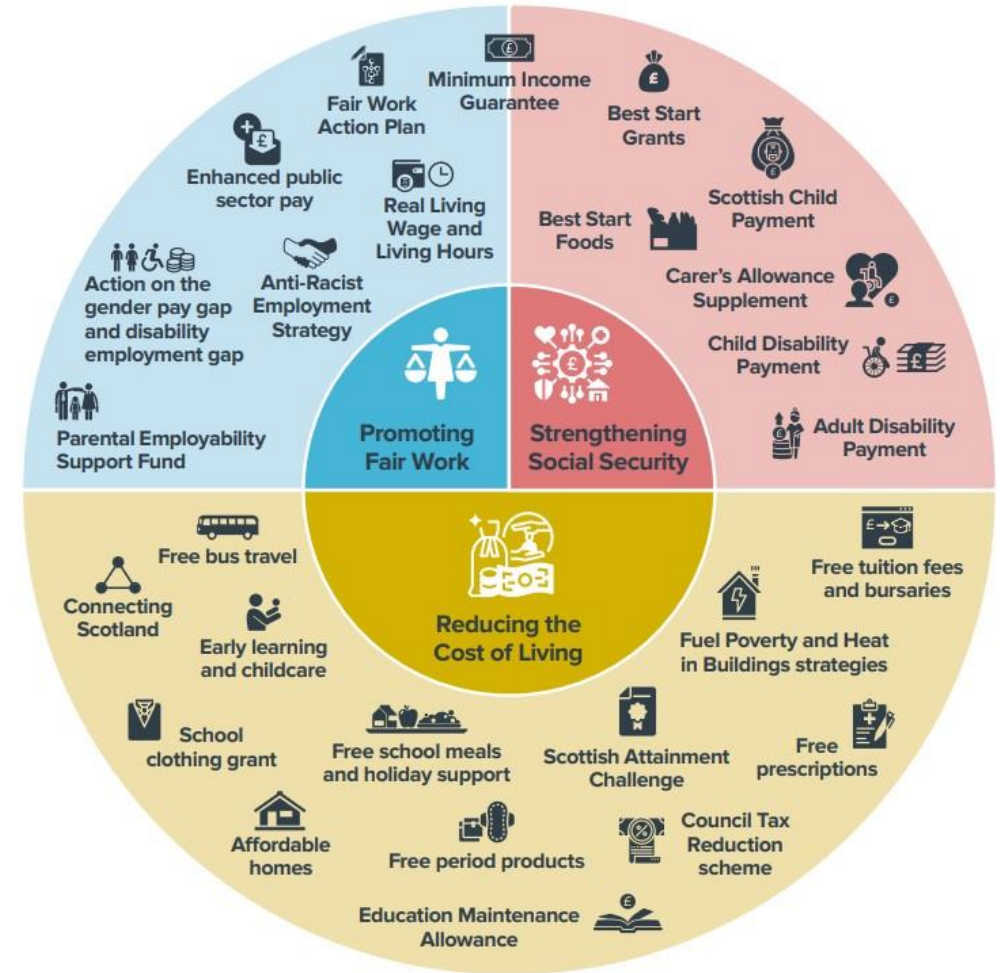 Minimum Income
Guarantee
Fair Work
Action Plan
Enhanced public
sector pay
Real Living
Wage and
Living Hours
Action on the
gender pay gap
and disability
employment gap
Anti-Racist
Employment
Strategy
Parental Employability
Support Fund
Promoting
Fair Work
Best Start
Grants
Scottish Child
Payment
Best Start
Foods
Carer's Allowance
Supplement
Child Disability
Payment
Adult Disability
Payment
Strengthening
Social Security
Reducing the
Cost of Living
Free bus travel
Connecting
Scotland
Early learning
and childcare
School
clothing grant
Free school meals
and holiday support
Affordable
homes
Free period products
Education Maintenance
Allowance
Scottish Attainment
Challenge
Council Tax
Reduction
scheme
Free
prescriptions
Fuel Poverty and Heat
in Buildings strategies
Free tuition fees
and bursaries